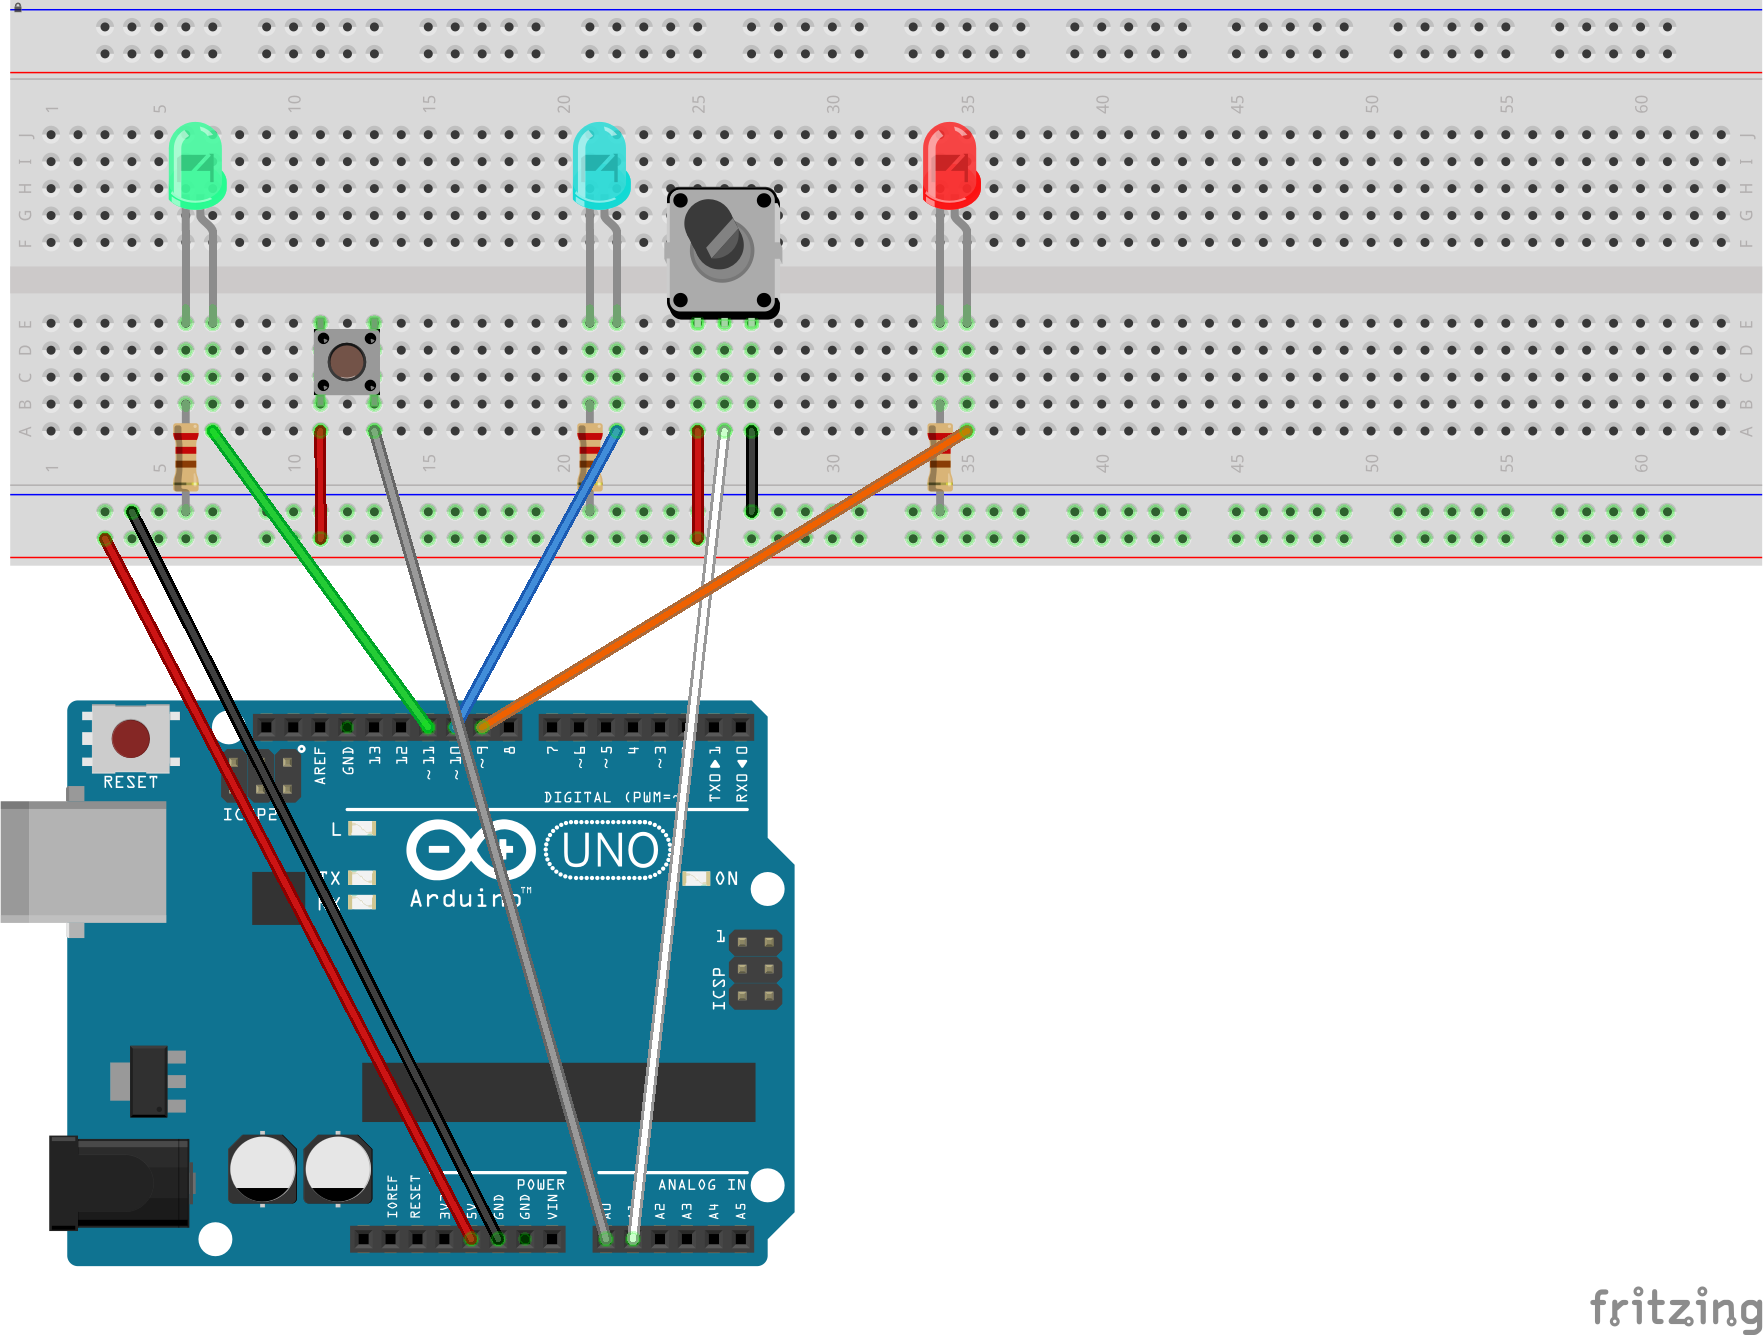 1 5 10 15 20 25 30 35 40 45 50 55 60
J J
I I
H H
G G
F F
E E
D D
C C
B B
A A
1 5 10 15 20 25 30 35 40 45 50 55 60
RESET
ICSP2
AREF GND 13 12 ~11 ~10 ~9 8 7 ~6 ~5 4 ~3 TX0▶1 RX0◀0
DIGITAL (PWM=~
L
TX
RX
UNO
Arduino™
ON
1
ICSP
POWER
ANALOG IN
IOREF RESET 3V3 5V GND GND VIN A0 A2 A3 A4 A5
fritzing